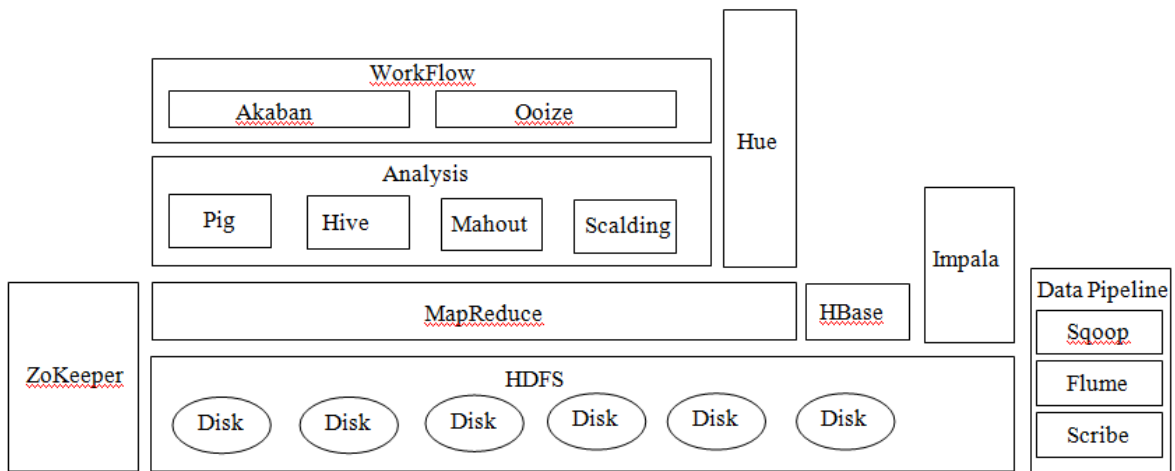 WorkFlow
Akaban
Ooize
Hue
Analysis
Pig
Hive
Mahout
Scalding
Impala
MapReduce
HBase
ZoKeeper
HDFS
Disk
Disk
Disk
Disk
Disk
Disk
Data Pipeline
Sqoop
Flume
Scribe